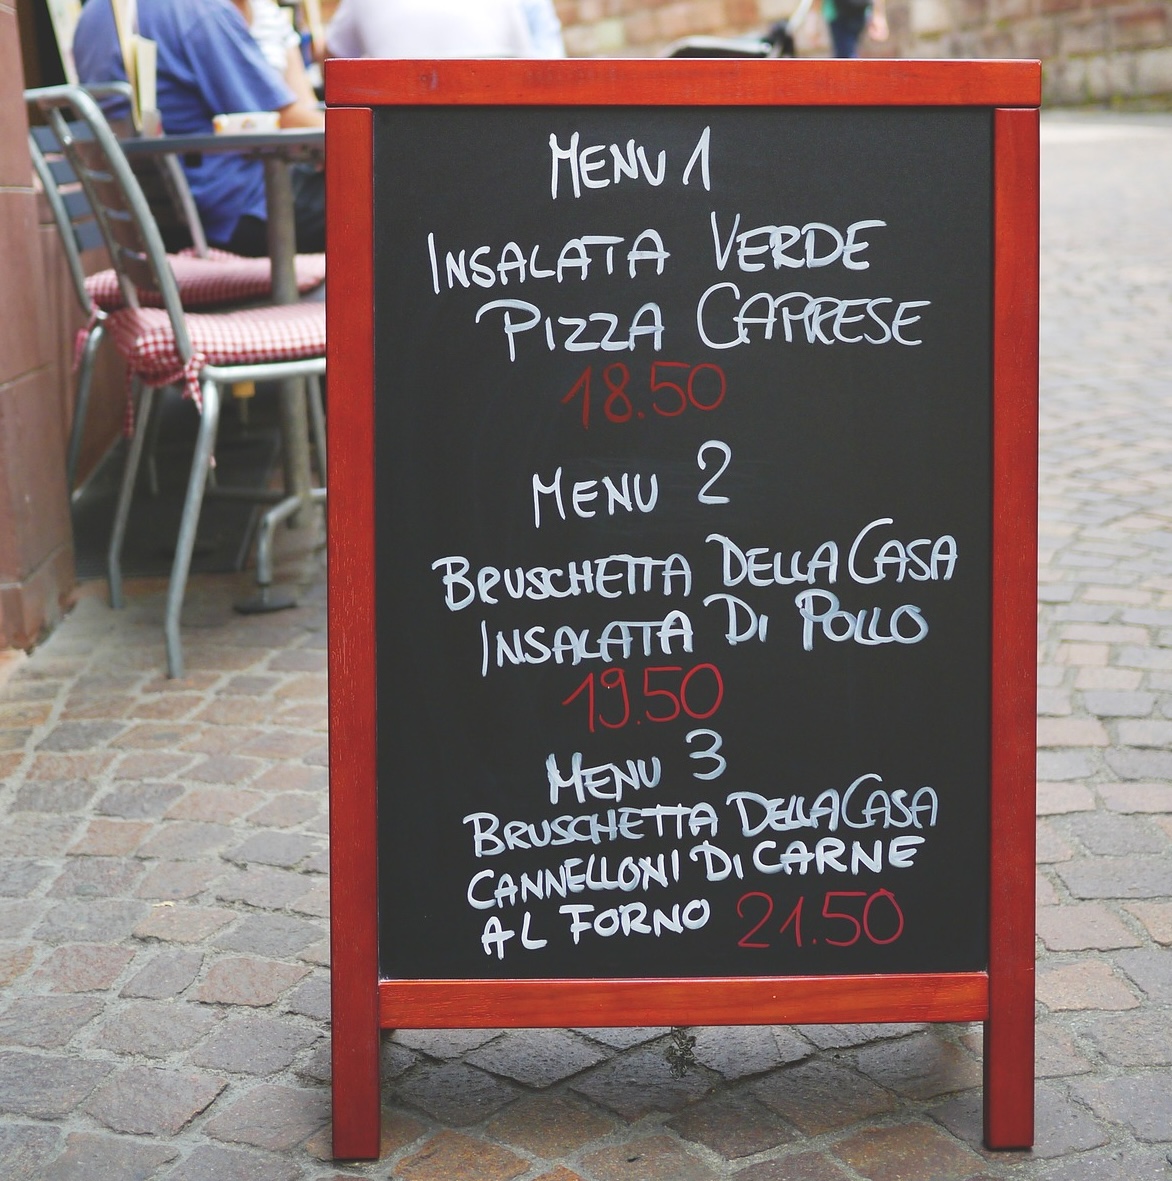 MENU 1
INSALATA VERDE
PIZZA CAPRESE
18.50
MENU 2
BRUSCHETTA DELLA CASA
INSALATA DI POLLO
19.50
MENU 3
BRUSCHETTA DELLA CASA
CANNELLONI DI CARNE
AL FORNO 21.50